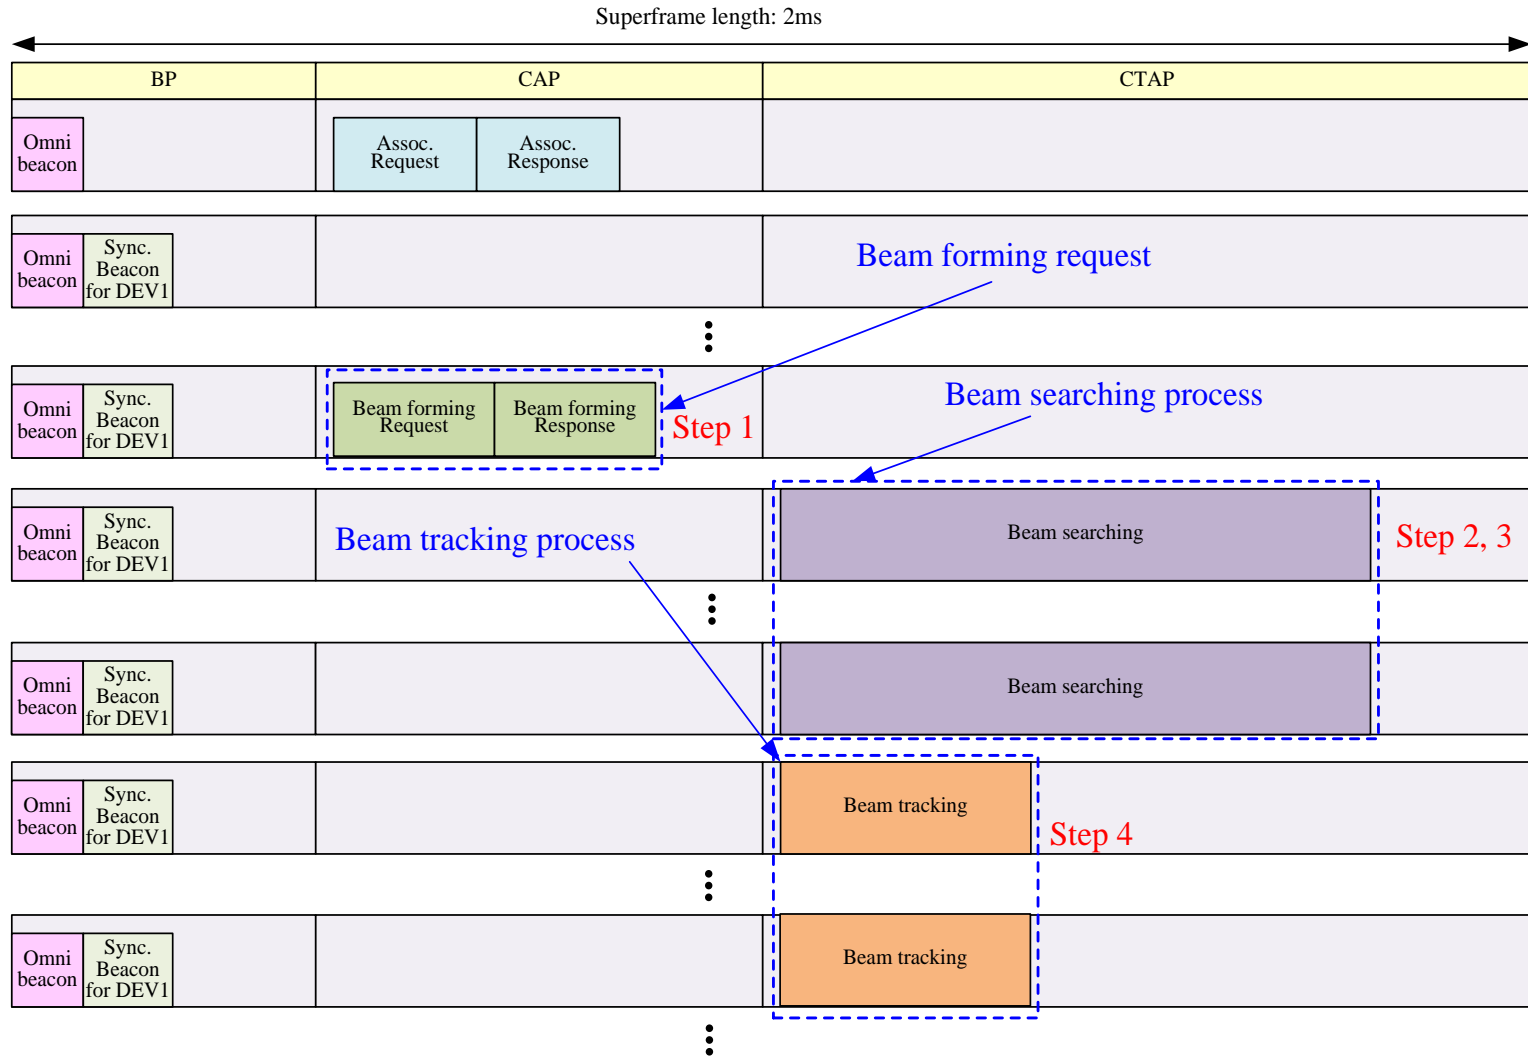 Superframe length: 2ms
BP
CAP
CTAP
Omni
beacon
Assoc.
Request
Assoc.
Response
Omni
beacon
Sync.
Beacon
for DEV1
Beam forming request
Omni
beacon
Sync.
Beacon
for DEV1
Beam forming
Request
Beam forming
Response
Step 1
Beam searching process
Omni
beacon
Sync.
Beacon
for DEV1
Beam tracking process
Beam searching
Step 2, 3
Omni
beacon
Sync.
Beacon
for DEV1
Beam searching
Omni
beacon
Sync.
Beacon
for DEV1
Beam tracking
Step 4
Omni
beacon
Sync.
Beacon
for DEV1
Beam tracking